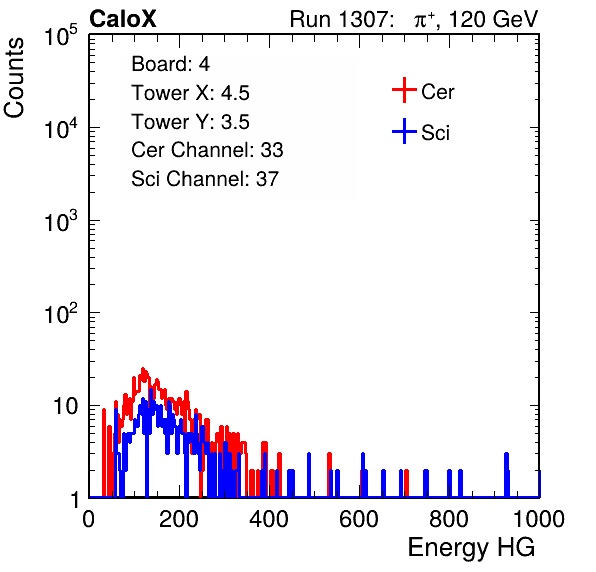 CaloX Run 1307: π⁺, 120 GeV
Counts
Board: 4
Tower X: 4.5
Tower Y: 3.5
Cer Channel: 33
Sci Channel: 37
Cer
Sci
10⁵
10⁴
10³
10²
10
1
0 200 400 600 800 1000
Energy HG